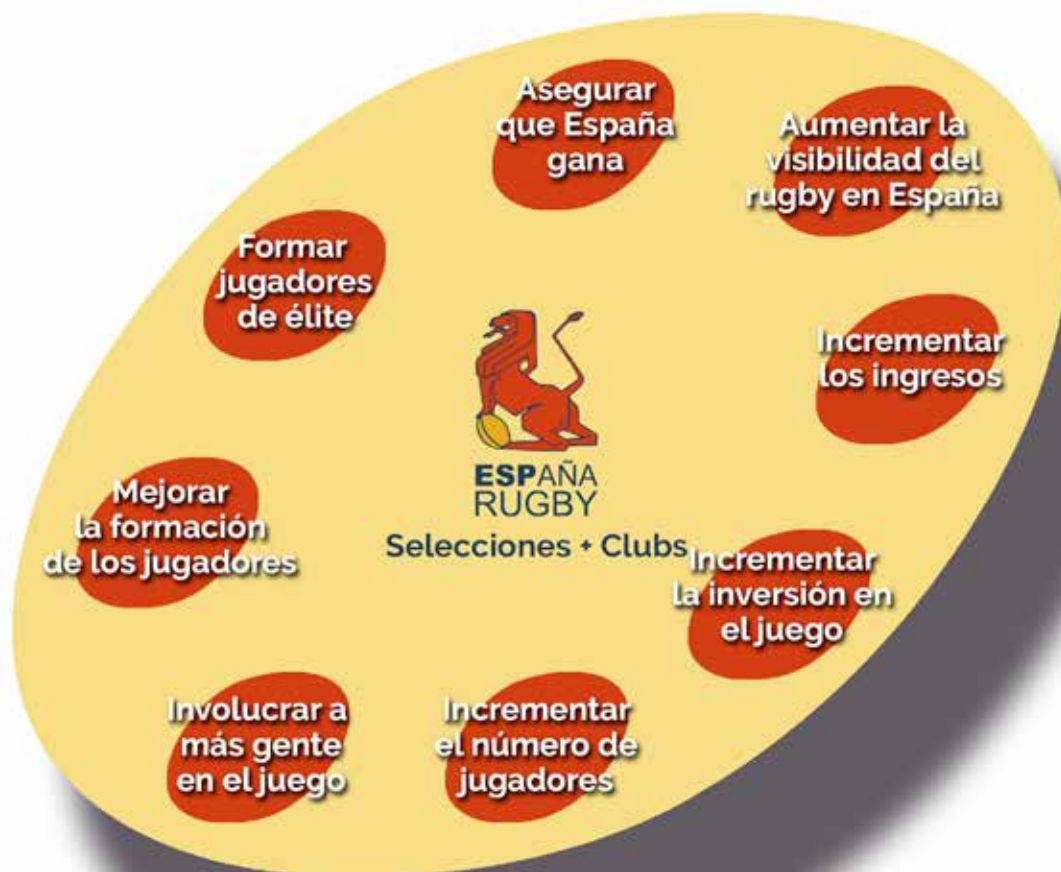 Asegurar
que España
gana
Aumentar la
visibilidad del
rugby en España
Formar
jugadores
de élite
Incrementar
los ingresos
ESPAÑA
RUGBY
Selecciones + Clubs
Mejorar
la formación
de los jugadores
Incrementar
la inversión en
el juego
Involucrar a
más gente
en el juego
Incrementar
el número de
jugadores